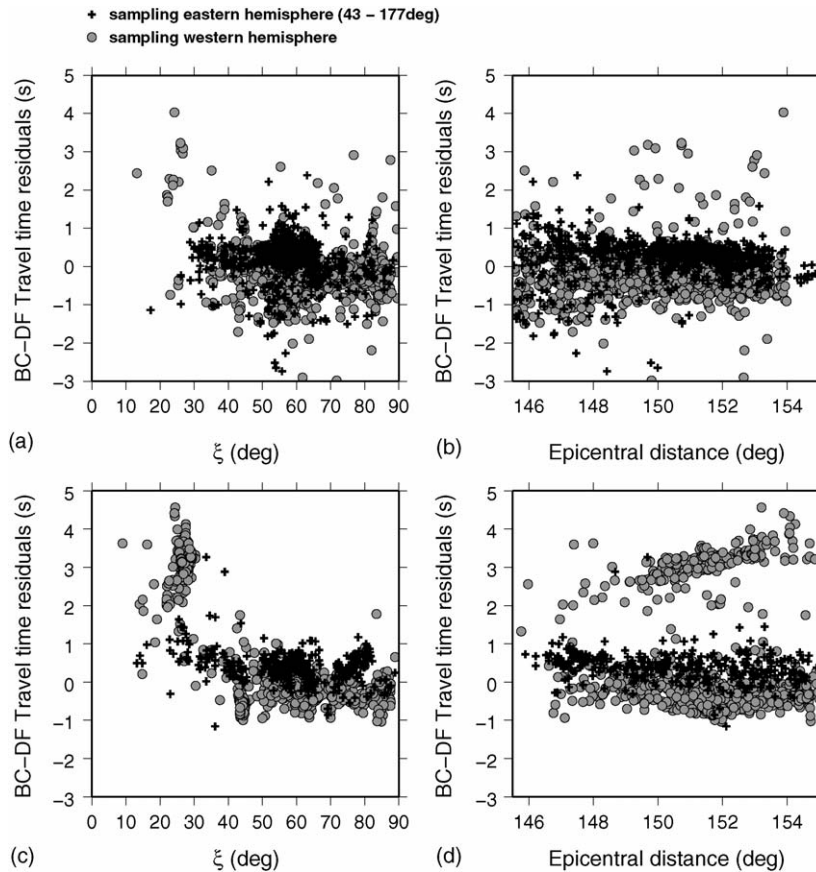 sampling eastern hemisphere (43 – 177deg)
sampling western hemisphere
BC–DF Travel time residuals (s)
5
4
3
2
1
0
−1
−2
−3
0 10 20 30 40 50 60 70 80 90
(a)
ξ (deg)
BC–DF Travel time residuals (s)
5
4
3
2
1
0
−1
−2
−3
146 148 150 152 154
(b)
Epicentral distance (deg)
BC–DF Travel time residuals (s)
5
4
3
2
1
0
−1
−2
−3
0 10 20 30 40 50 60 70 80 90
(c)
ξ (deg)
BC–DF Travel time residuals (s)
5
4
3
2
1
0
−1
−2
−3
146 148 150 152 154
(d)
Epicentral distance (deg)